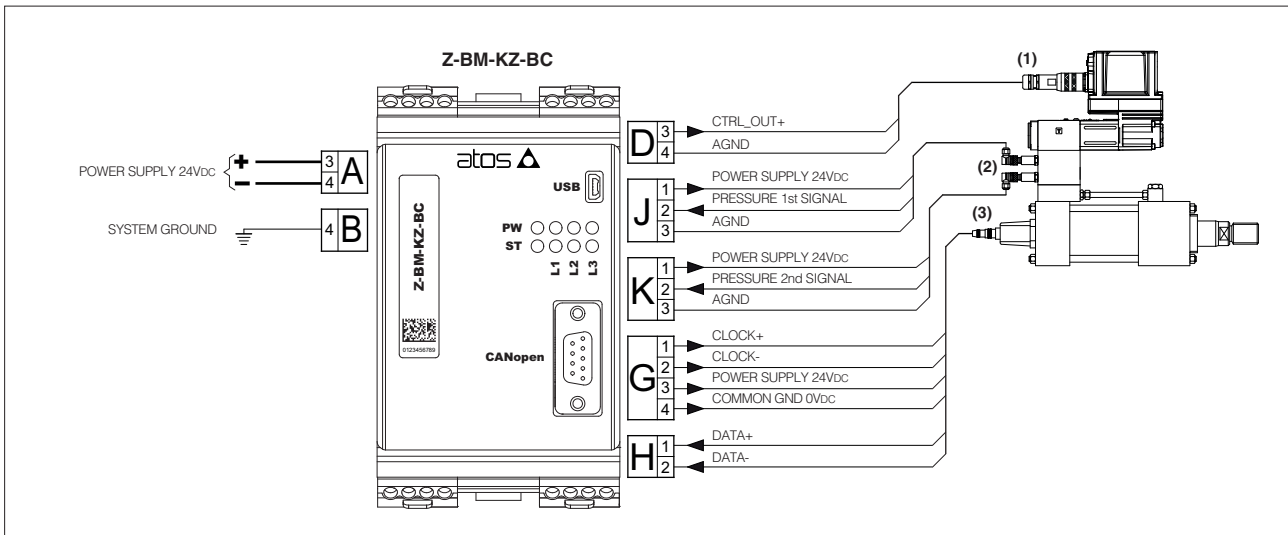 Z-BM-KZ-BC
POWER SUPPLY 24VDC
+
−
3
4
A
SYSTEM GROUND
4
B
atos
USB
PW
ST
L1
L2
L3
Z-BM-KZ-BC
0123456789
CANopen
D
3 CTRL_OUT+
4 AGND
J
1 POWER SUPPLY 24VDC
2 PRESSURE 1st SIGNAL
3 AGND
K
1 POWER SUPPLY 24VDC
2 PRESSURE 2nd SIGNAL
3 AGND
G
1 CLOCK+
2 CLOCK-
3 POWER SUPPLY 24VDC
4 COMMON GND 0VDC
H
1 DATA+
2 DATA-
(1)
(2)
(3)